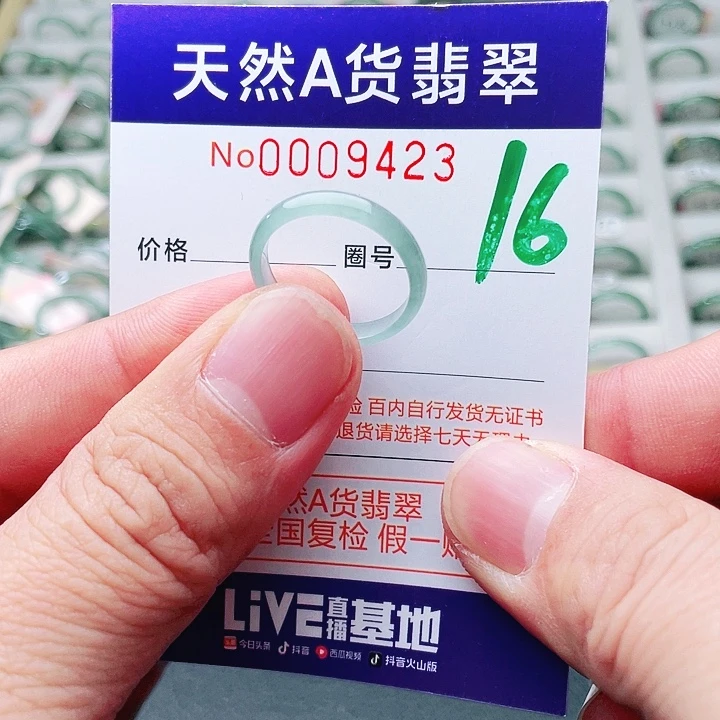 天然A货翡翠
No0009423
16
价格 圈号
检 百内自行发货无证书
退货请选择七天无理由
然A货翡翠
全国复检 假一
LiVE直播基地
今日头条 抖音 西瓜视频 抖音火山版